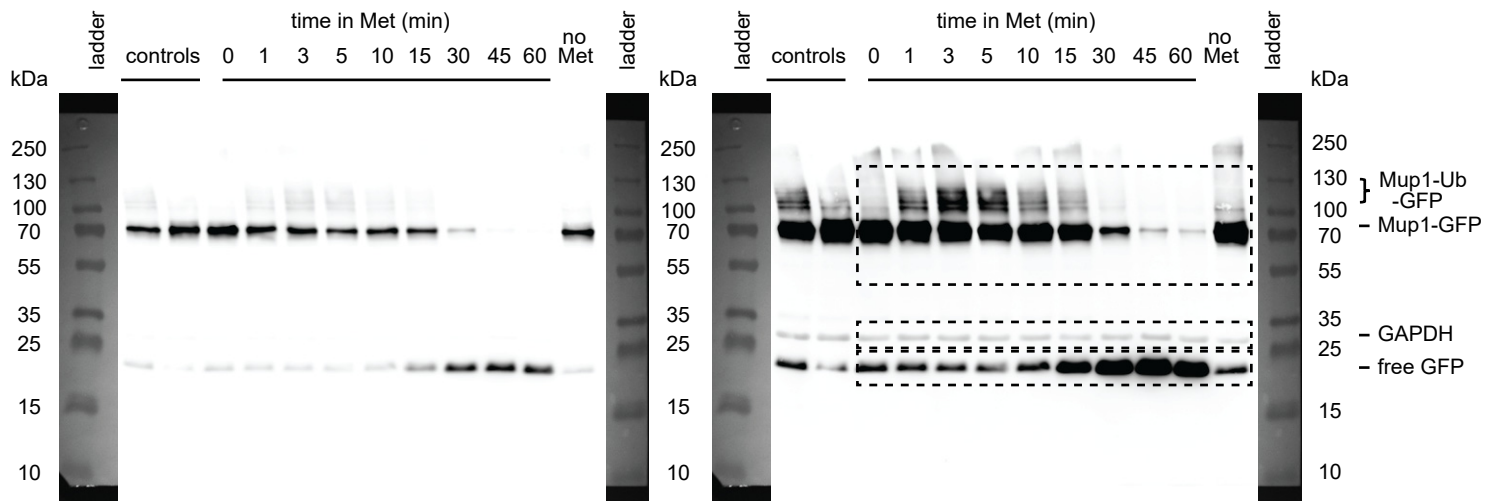 time in Met (min)
ladder controls 0 1 3 5 10 15 30 45 60 no Met ladder
kDa
250
130
100
70
55
35
25
15
10
time in Met (min)
ladder controls 0 1 3 5 10 15 30 45 60 no Met ladder
kDa kDa
250 250
130 130
100 100
70 70
55 55
35 35
25 25
15 15
10 10
Mup1-Ub
-GFP
Mup1-GFP
GAPDH
free GFP